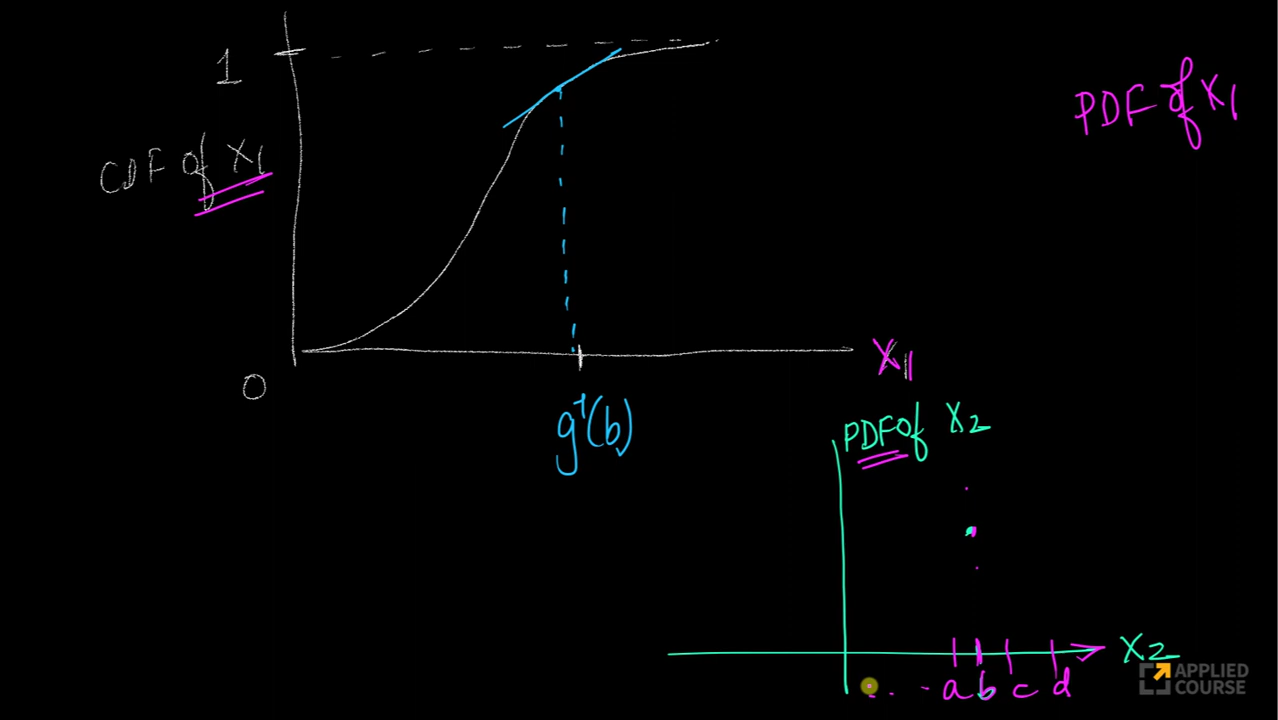 1
PDF of X1
CDF of X1
0
X1
g⁻¹(b)
PDF of X2
X2
a b c d
APPLIED
COURSE